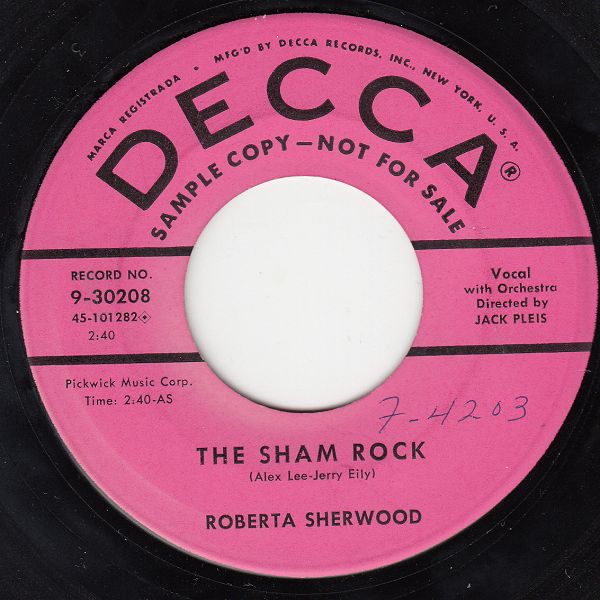 MARCA REGISTRADA • MFG'D BY DECCA RECORDS, INC., NEW YORK, U. S. A.
DECCA®
SAMPLE COPY—NOT FOR SALE
RECORD NO.
9-30208
45-101282
2:40
Vocal
with Orchestra
Directed by
JACK PLEIS
Pickwick Music Corp.
Time: 2:40-AS
7-4203
THE SHAM ROCK
(Alex Lee-Jerry Eily)
ROBERTA SHERWOOD